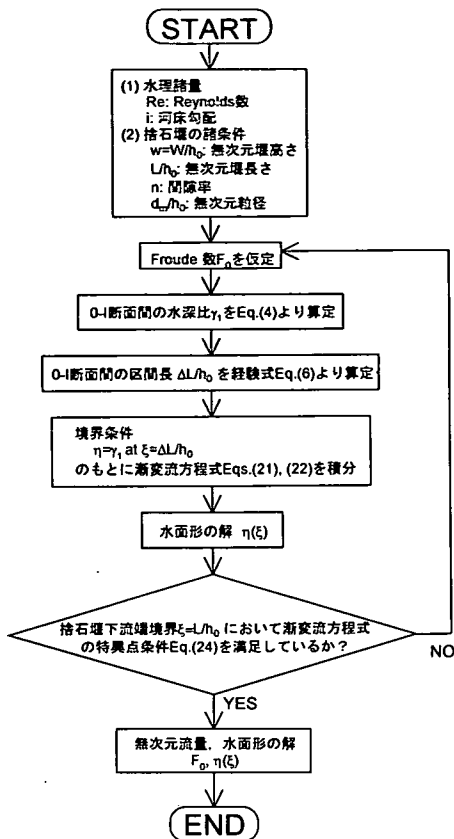 START
(1) 水理諸量
Re: Reynolds数
i: 河床勾配
(2) 捨石堰の諸条件
w=W/h₀: 無次元堰高さ
L/h₀: 無次元堰長さ
n: 間隙率
dₘ/h₀: 無次元粒径
Froude 数F₀を仮定
0-I断面間の水深比γ₁をEq.(4)より算定
0-I断面間の区間長 ΔL/h₀ を経験式Eq.(6)より算定
境界条件
η=γ₁ at ξ=ΔL/h₀
のもとに漸変流方程式Eqs.(21), (22)を積分
水面形の解 η(ξ)
捨石堰下流端境界ξ=L/h₀ において漸変流方程式
の特異点条件Eq.(24)を満足しているか？
NO
YES
無次元流量，水面形の解
F₀, η(ξ)
END